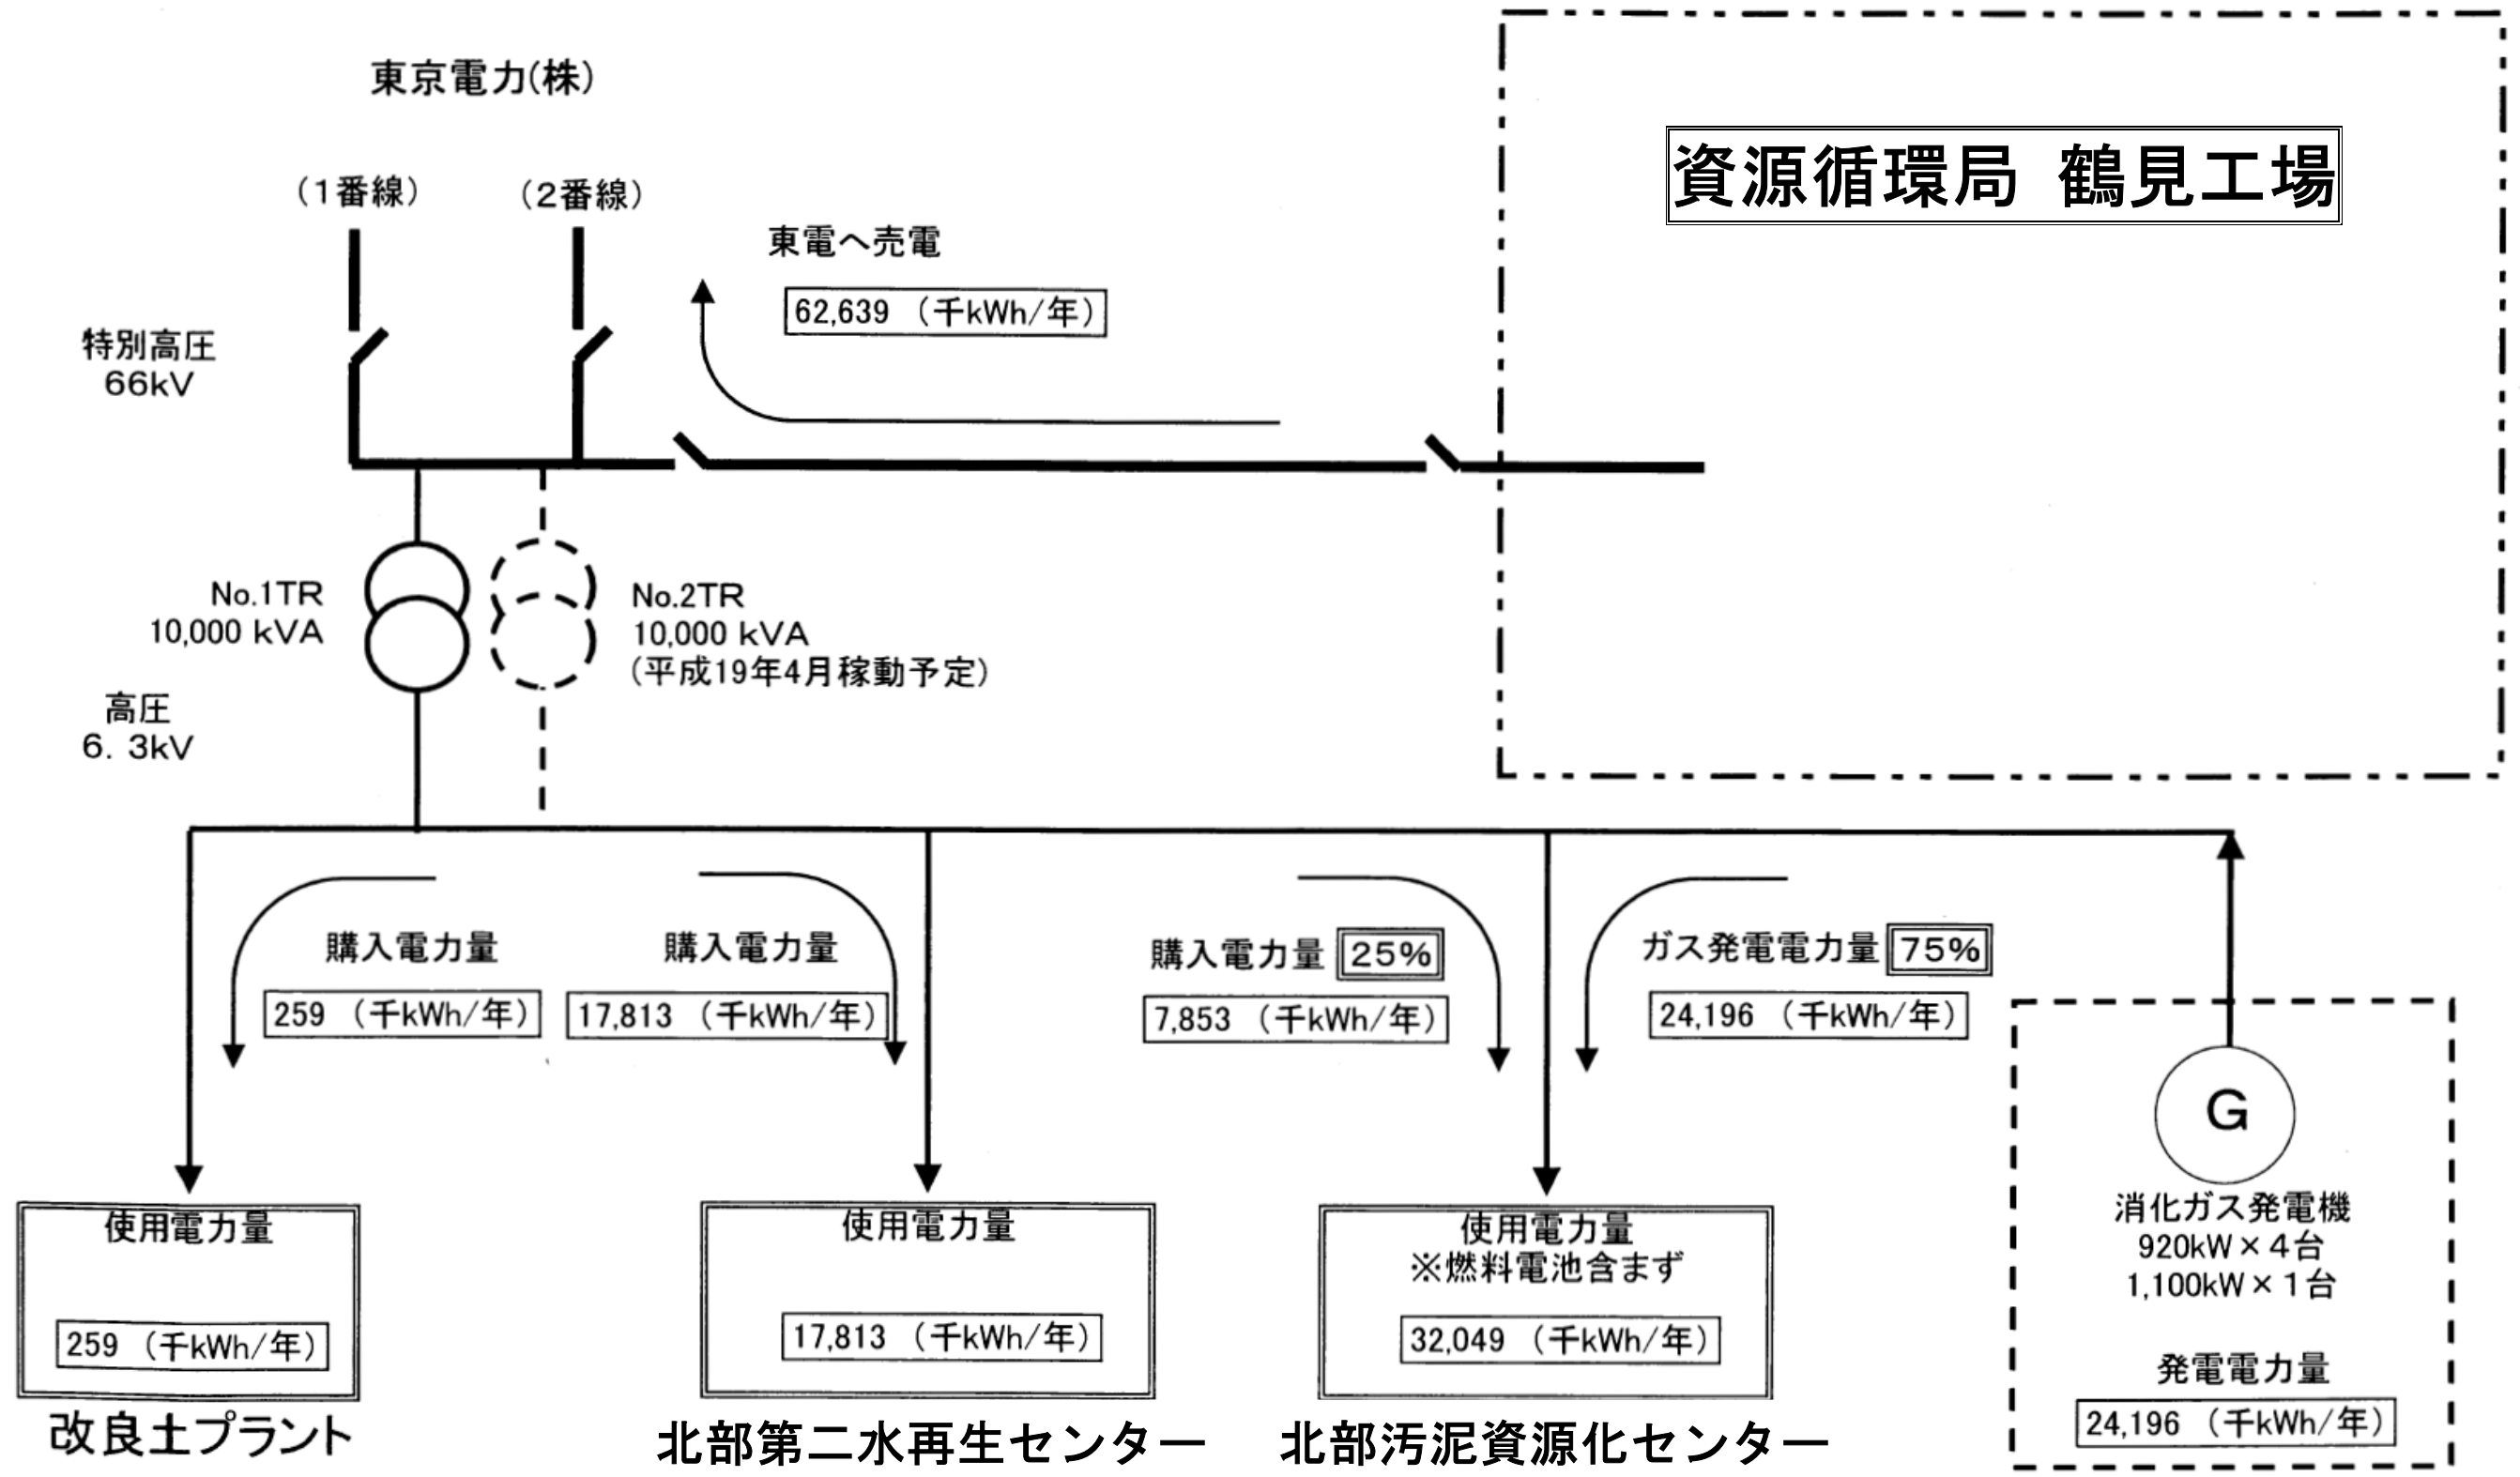 東京電力(株)
(1番線)
(2番線)
資源循環局 鶴見工場
東電へ売電
62,639 (千kWh/年)
特別高圧
66kV
No.1TR
10,000 kVA
No.2TR
10,000 kVA
(平成19年4月稼動予定)
高圧
6.3kV
購入電力量
259 (千kWh/年)
購入電力量
17,813 (千kWh/年)
購入電力量 25%
7,853 (千kWh/年)
ガス発電電力量 75%
24,196 (千kWh/年)
使用電力量
259 (千kWh/年)
改良土プラント
使用電力量
17,813 (千kWh/年)
北部第二水再生センター
使用電力量
※燃料電池含まず
32,049 (千kWh/年)
北部汚泥資源化センター
G
消化ガス発電機
920kW×4台
1,100kW×1台
発電電力量
24,196 (千kWh/年)